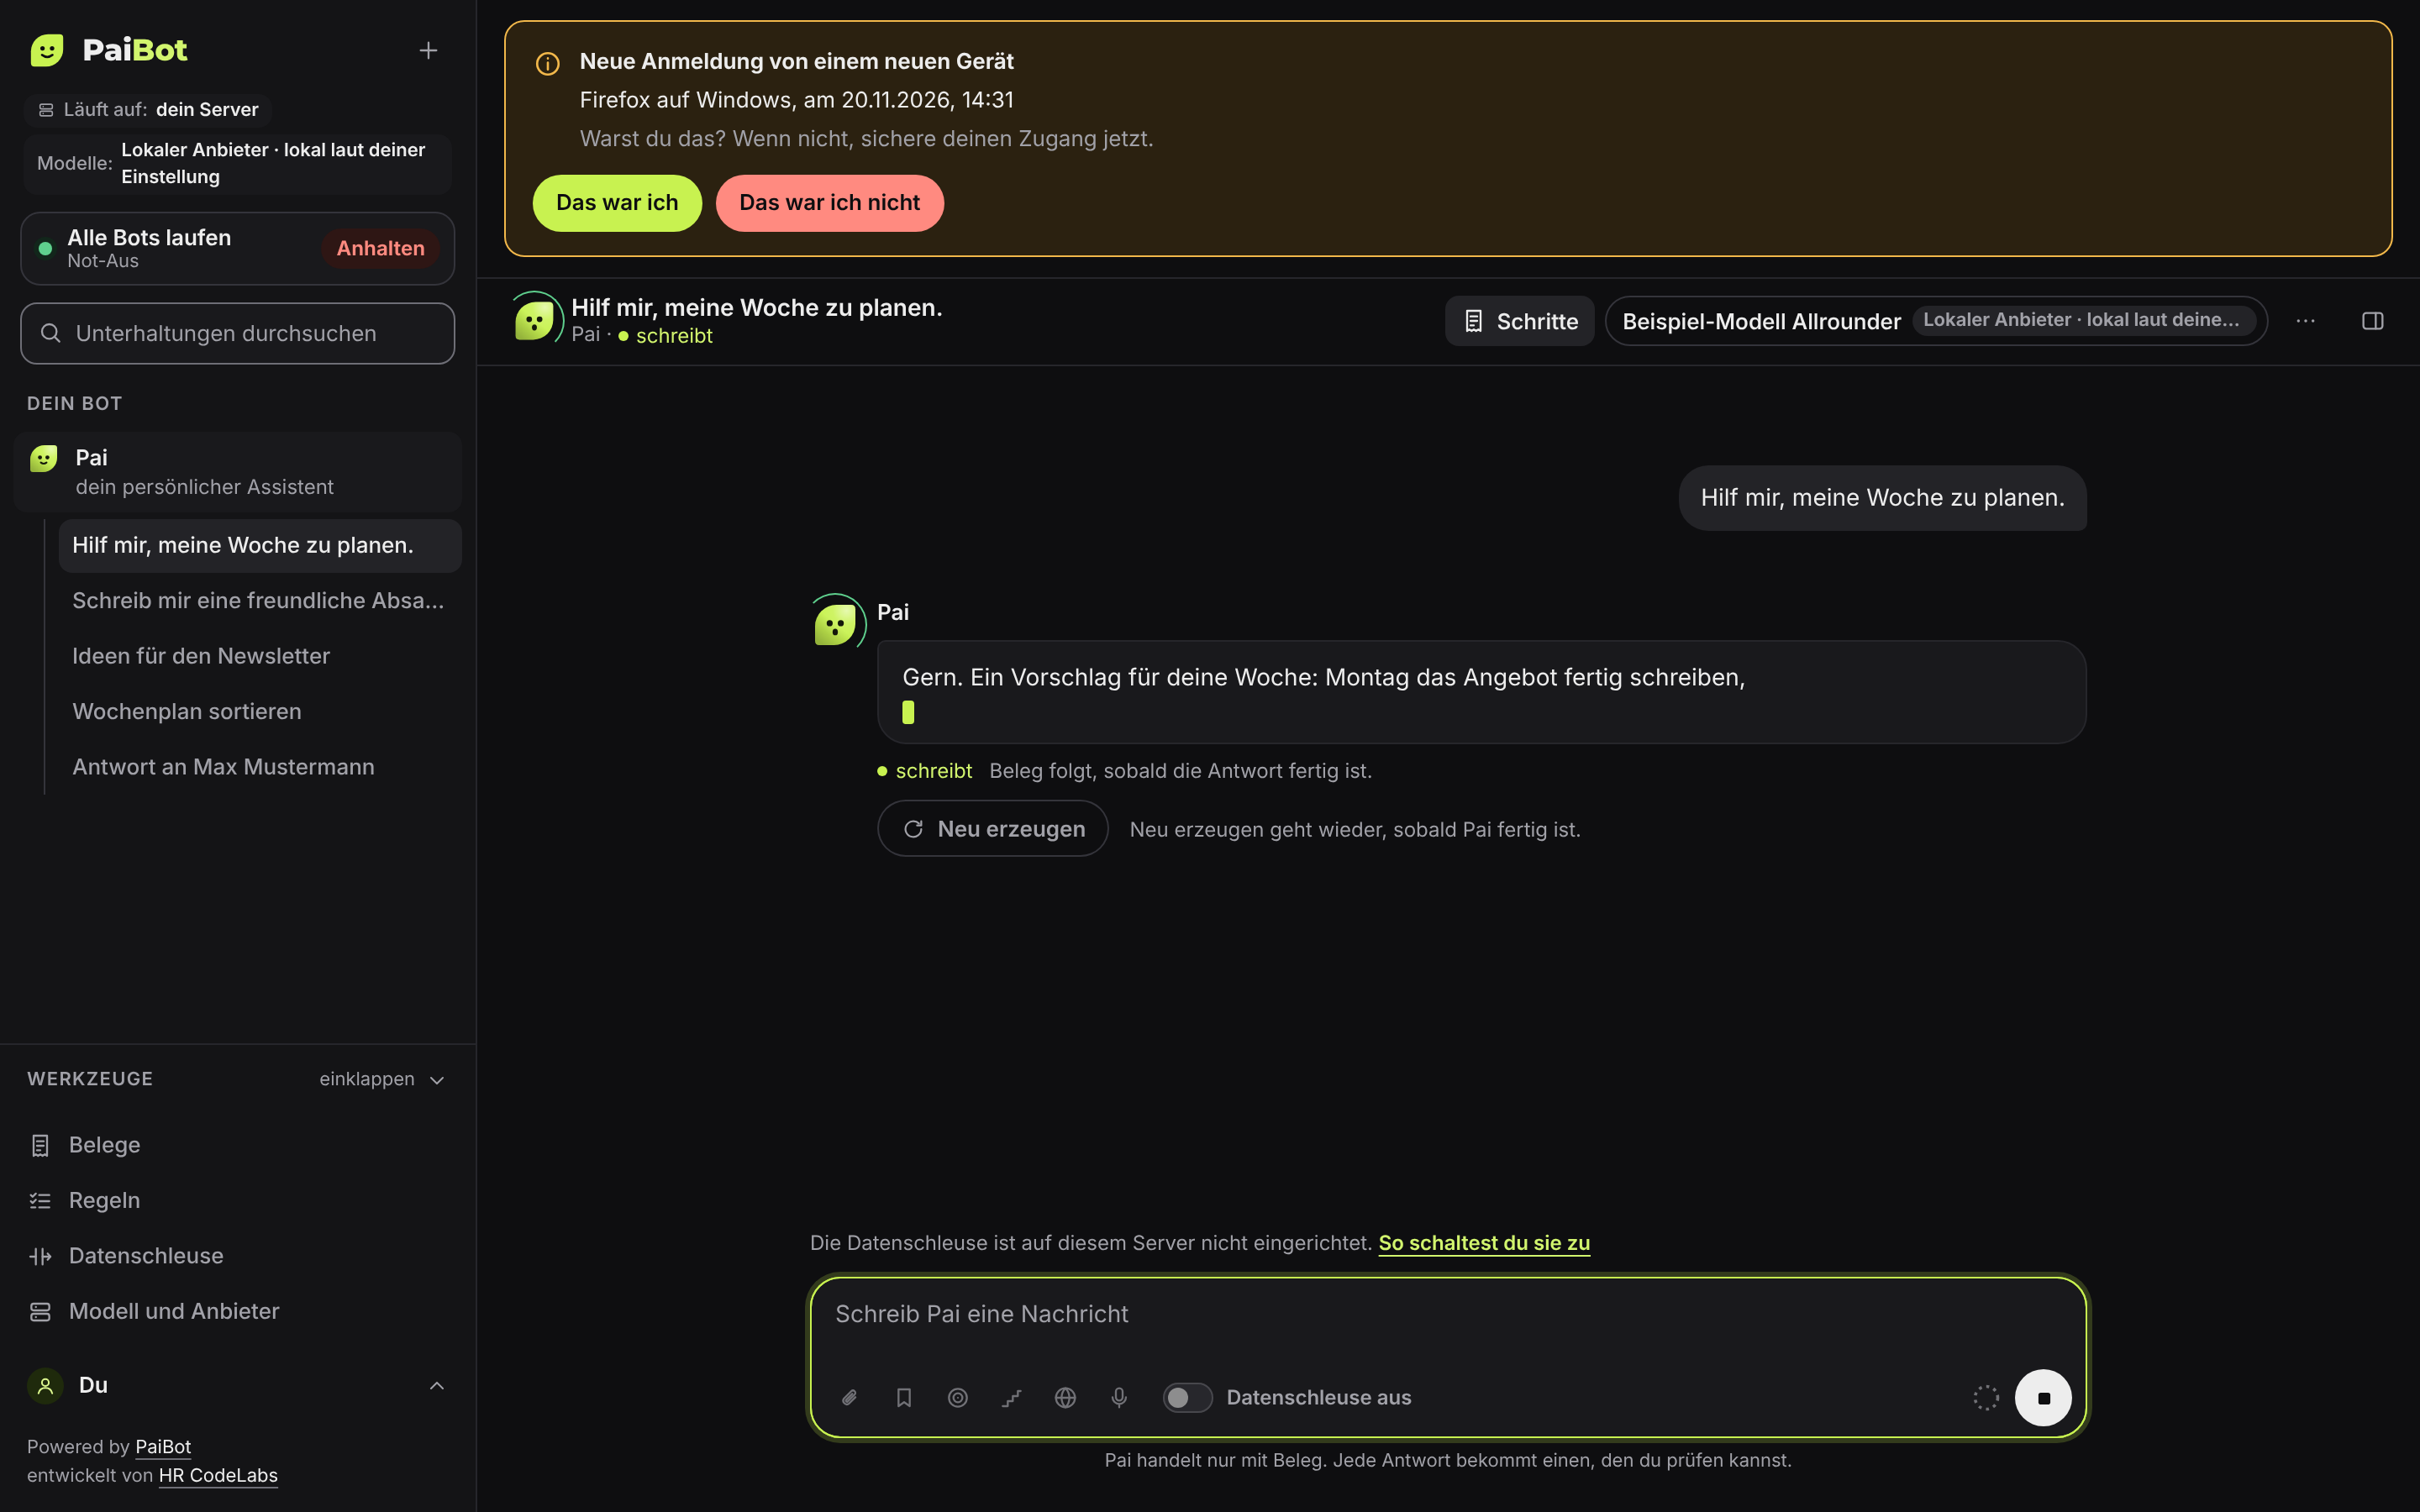 PaiBot
Läuft auf: dein Server
Modelle: Lokaler Anbieter · lokal laut deiner
Einstellung
Alle Bots laufen
Not-Aus
Anhalten
Unterhaltungen durchsuchen
DEIN BOT
Pai
dein persönlicher Assistent
Hilf mir, meine Woche zu planen.
Schreib mir eine freundliche Absa...
Ideen für den Newsletter
Wochenplan sortieren
Antwort an Max Mustermann
WERKZEUGE einklappen
Belege
Regeln
Datenschleuse
Modell und Anbieter
Du
Powered by PaiBot
entwickelt von HR CodeLabs
Neue Anmeldung von einem neuen Gerät
Firefox auf Windows, am 20.11.2026, 14:31
Warst du das? Wenn nicht, sichere deinen Zugang jetzt.
Das war ich Das war ich nicht
Hilf mir, meine Woche zu planen.
Pai · schreibt
Schritte Beispiel-Modell Allrounder Lokaler Anbieter · lokal laut deine...
Hilf mir, meine Woche zu planen.
Pai
Gern. Ein Vorschlag für deine Woche: Montag das Angebot fertig schreiben,
schreibt Beleg folgt, sobald die Antwort fertig ist.
Neu erzeugen Neu erzeugen geht wieder, sobald Pai fertig ist.
Die Datenschleuse ist auf diesem Server nicht eingerichtet. So schaltest du sie zu
Schreib Pai eine Nachricht
Datenschleuse aus
Pai handelt nur mit Beleg. Jede Antwort bekommt einen, den du prüfen kannst.